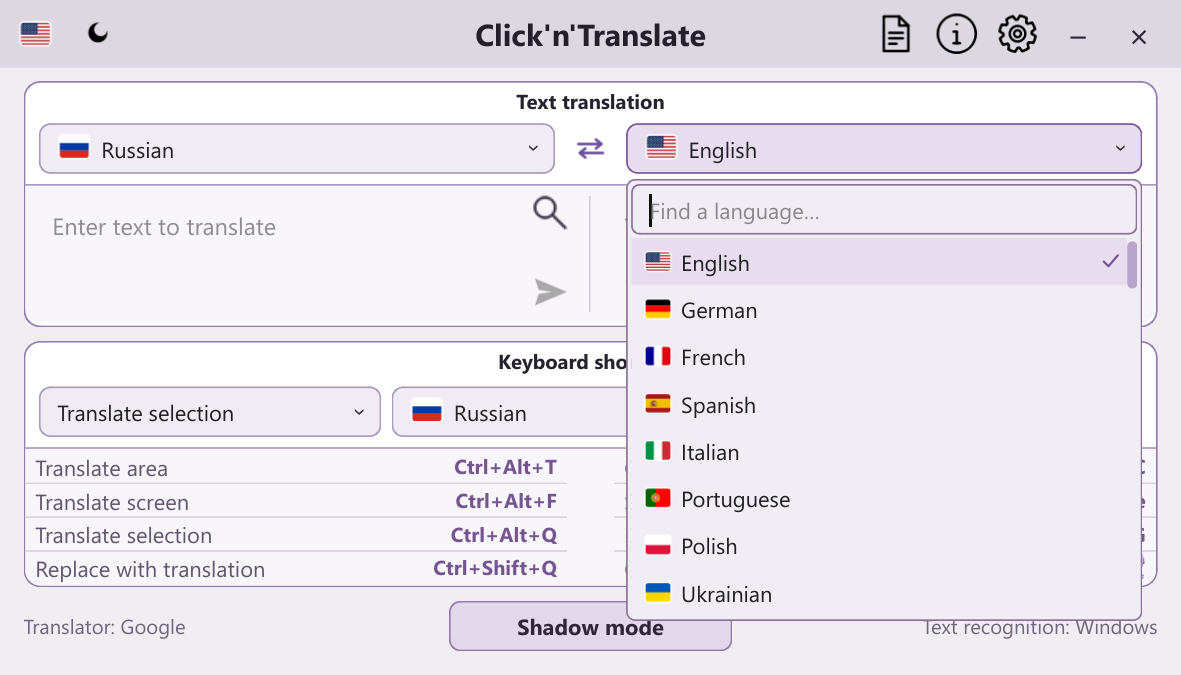 Click'n'Translate
Text translation
Russian
English
Enter text to translate
Find a language...
English
German
French
Spanish
Italian
Portuguese
Polish
Ukrainian
Keyboard sho
Translate selection
Russian
Translate area Ctrl+Alt+T
Translate screen Ctrl+Alt+F
Translate selection Ctrl+Alt+Q
Replace with translation Ctrl+Shift+Q
Translator: Google
Shadow mode
Text recognition: Windows